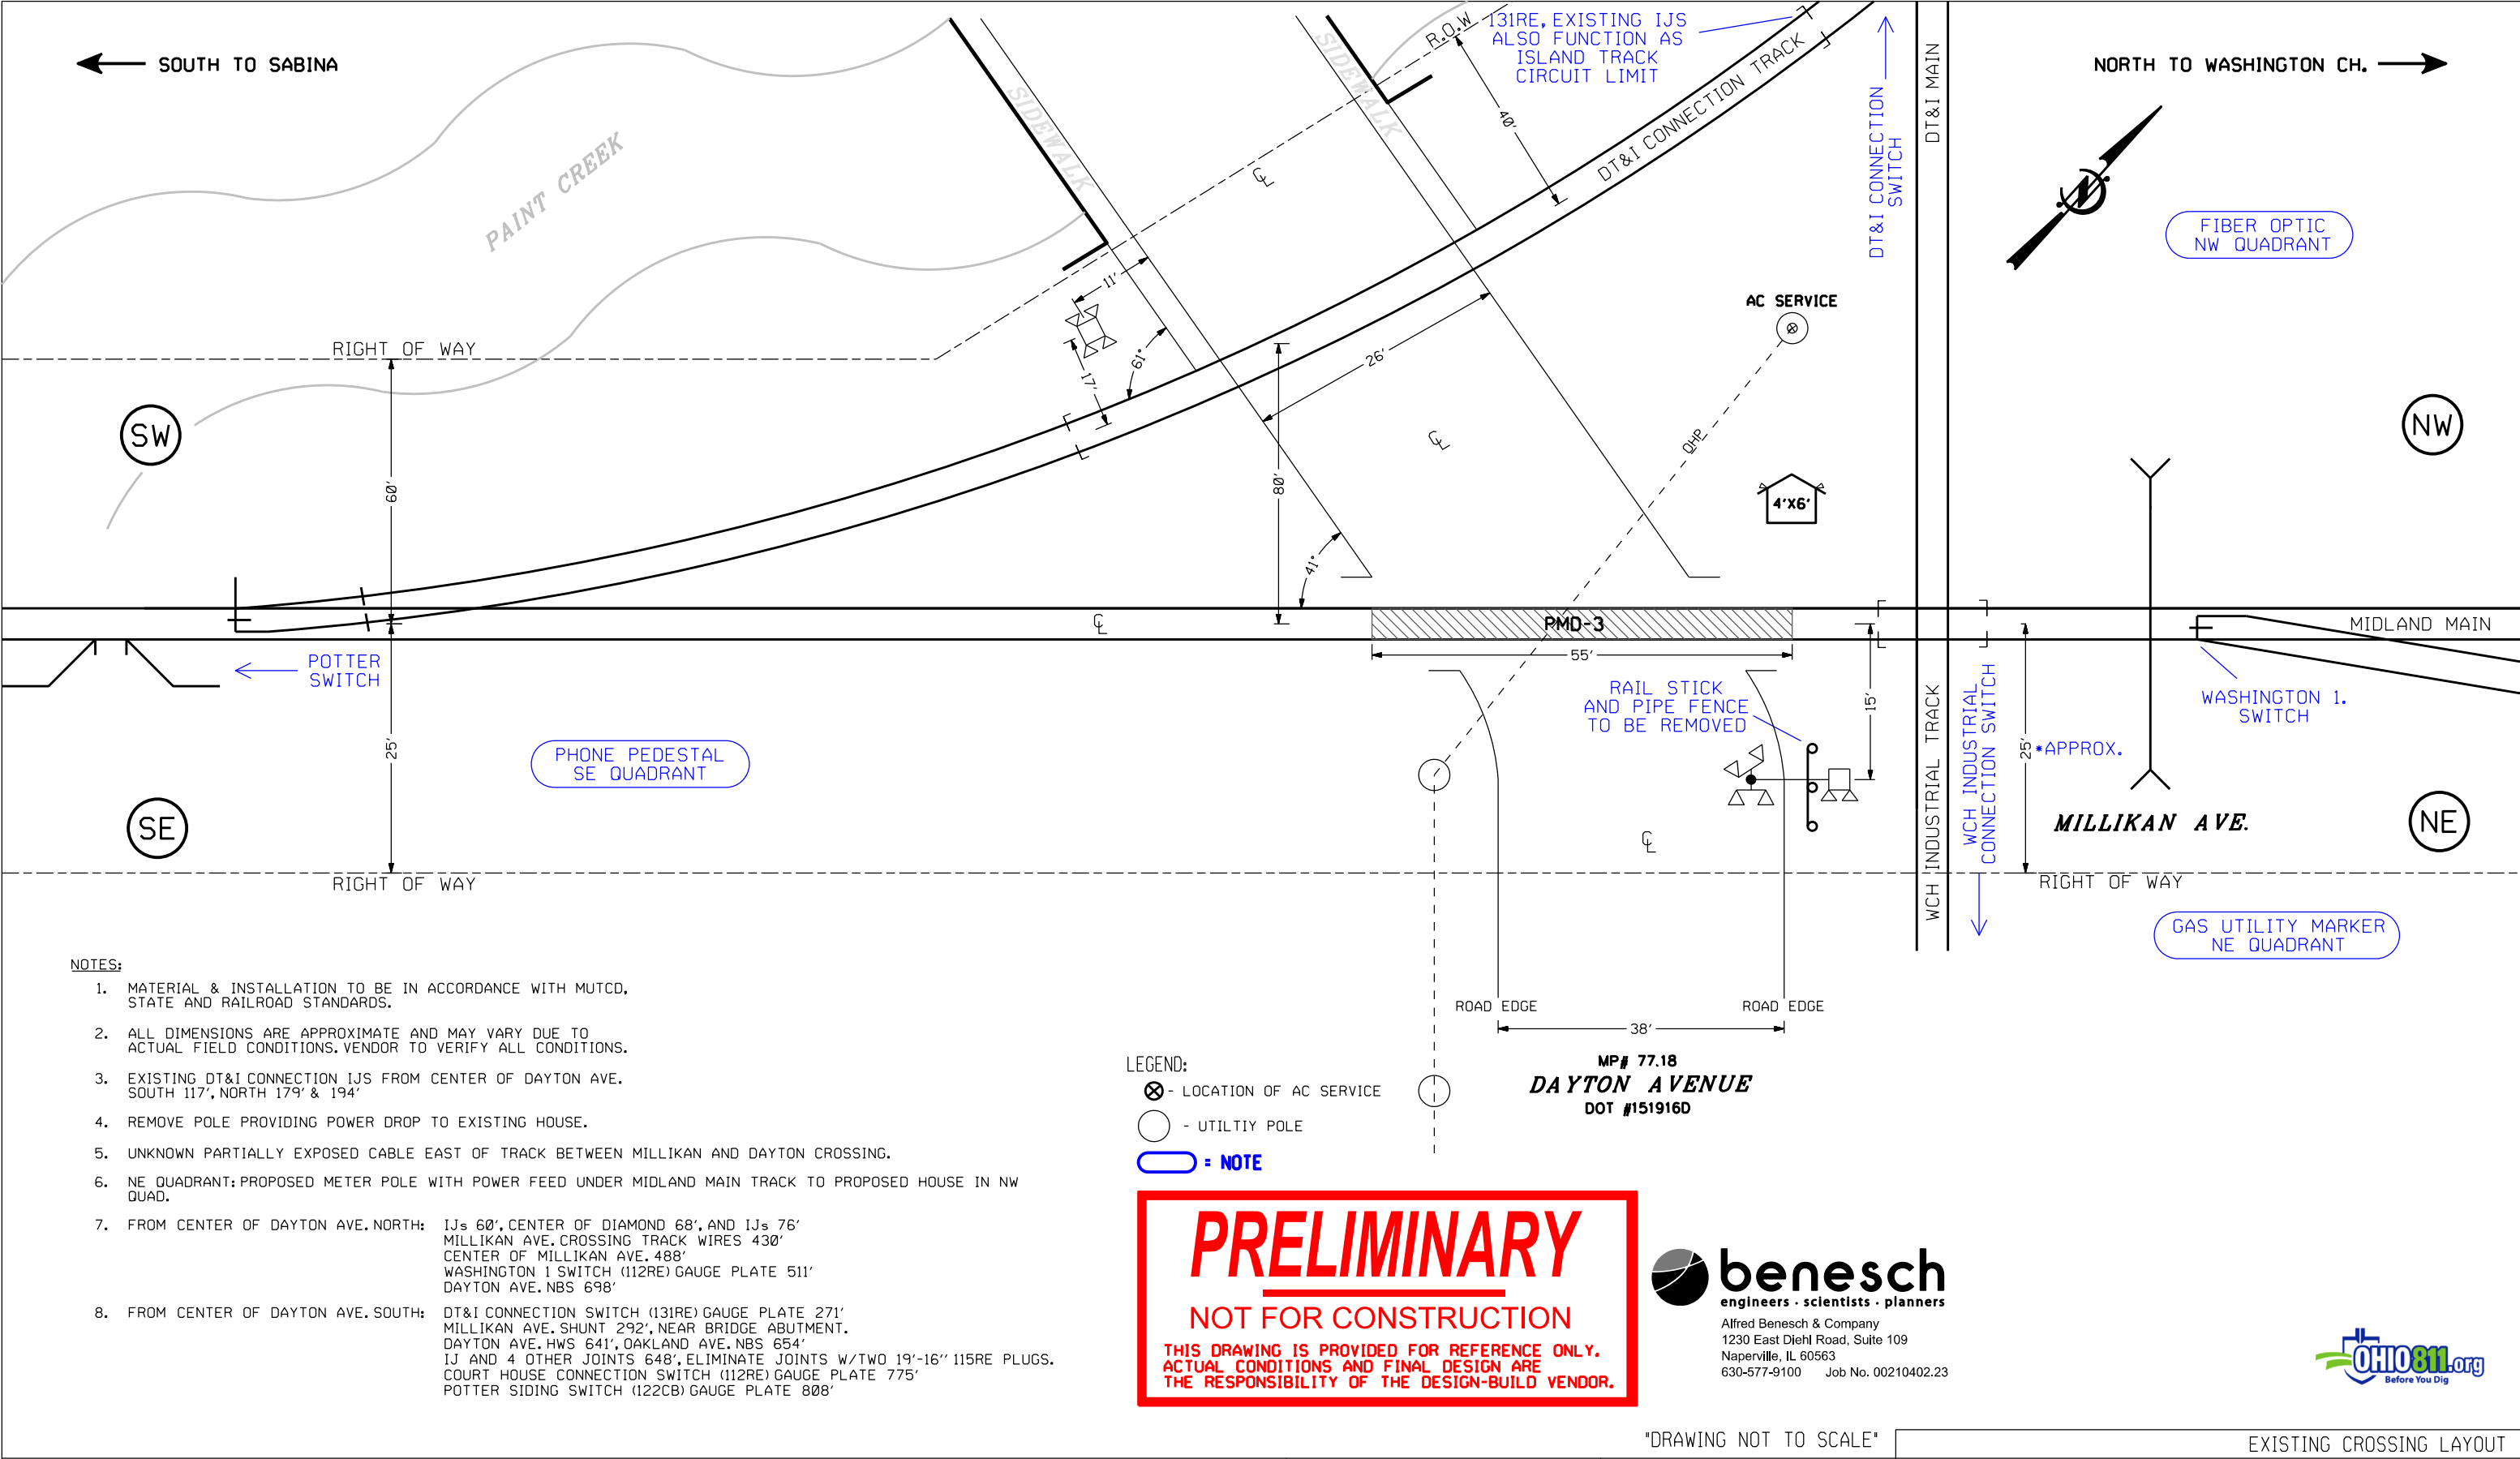 SOUTH TO SABINA
PAINT CREEK
SIDEWALK
SIDEWALK
R.O.W
131RE, EXISTING IJS
ALSO FUNCTION AS
ISLAND TRACK
CIRCUIT LIMIT
DT&I CONNECTION TRACK
40'
DT&I CONNECTION
SWITCH
DT&I MAIN
NORTH TO WASHINGTON CH.
N
FIBER OPTIC
NW QUADRANT
AC SERVICE
RIGHT OF WAY
11'
17'
61°
26'
℄
℄
OHP
SW
NW
60'
80'
41°
4'X6'
℄
PMD-3
55'
MIDLAND MAIN
POTTER
SWITCH
RAIL STICK
AND PIPE FENCE
TO BE REMOVED
15'
WASHINGTON 1.
SWITCH
25'
PHONE PEDESTAL
SE QUADRANT
WCH INDUSTRIAL TRACK
WCH INDUSTRIAL
CONNECTION SWITCH
25'
*APPROX.
SE
℄
MILLIKAN AVE.
NE
RIGHT OF WAY
RIGHT OF WAY
GAS UTILITY MARKER
NE QUADRANT
ROAD EDGE
ROAD EDGE
38'
MP# 77.18
DAYTON AVENUE
DOT #151916D
NOTES:
1. MATERIAL & INSTALLATION TO BE IN ACCORDANCE WITH MUTCD,
STATE AND RAILROAD STANDARDS.
2. ALL DIMENSIONS ARE APPROXIMATE AND MAY VARY DUE TO
ACTUAL FIELD CONDITIONS. VENDOR TO VERIFY ALL CONDITIONS.
3. EXISTING DT&I CONNECTION IJS FROM CENTER OF DAYTON AVE.
SOUTH 117', NORTH 179' & 194'
4. REMOVE POLE PROVIDING POWER DROP TO EXISTING HOUSE.
5. UNKNOWN PARTIALLY EXPOSED CABLE EAST OF TRACK BETWEEN MILLIKAN AND DAYTON CROSSING.
6. NE QUADRANT: PROPOSED METER POLE WITH POWER FEED UNDER MIDLAND MAIN TRACK TO PROPOSED HOUSE IN NW
QUAD.
7. FROM CENTER OF DAYTON AVE. NORTH: IJs 60', CENTER OF DIAMOND 68', AND IJs 76'
MILLIKAN AVE. CROSSING TRACK WIRES 430'
CENTER OF MILLIKAN AVE. 488'
WASHINGTON 1 SWITCH (112RE) GAUGE PLATE 511'
DAYTON AVE. NBS 698'
8. FROM CENTER OF DAYTON AVE. SOUTH: DT&I CONNECTION SWITCH (131RE) GAUGE PLATE 271'
MILLIKAN AVE. SHUNT 292', NEAR BRIDGE ABUTMENT.
DAYTON AVE. HWS 641', OAKLAND AVE. NBS 654'
IJ AND 4 OTHER JOINTS 648', ELIMINATE JOINTS W/TWO 19'-16'' 115RE PLUGS.
COURT HOUSE CONNECTION SWITCH (112RE) GAUGE PLATE 775'
POTTER SIDING SWITCH (122CB) GAUGE PLATE 808'
LEGEND:
- LOCATION OF AC SERVICE
- UTILTIY POLE
= NOTE
PRELIMINARY
NOT FOR CONSTRUCTION
THIS DRAWING IS PROVIDED FOR REFERENCE ONLY.
ACTUAL CONDITIONS AND FINAL DESIGN ARE
THE RESPONSIBILITY OF THE DESIGN-BUILD VENDOR.
benesch
engineers · scientists · planners
Alfred Benesch & Company
1230 East Diehl Road, Suite 109
Naperville, IL 60563
630-577-9100 Job No. 00210402.23
OHIO811.org
Before You Dig
"DRAWING NOT TO SCALE"
EXISTING CROSSING LAYOUT